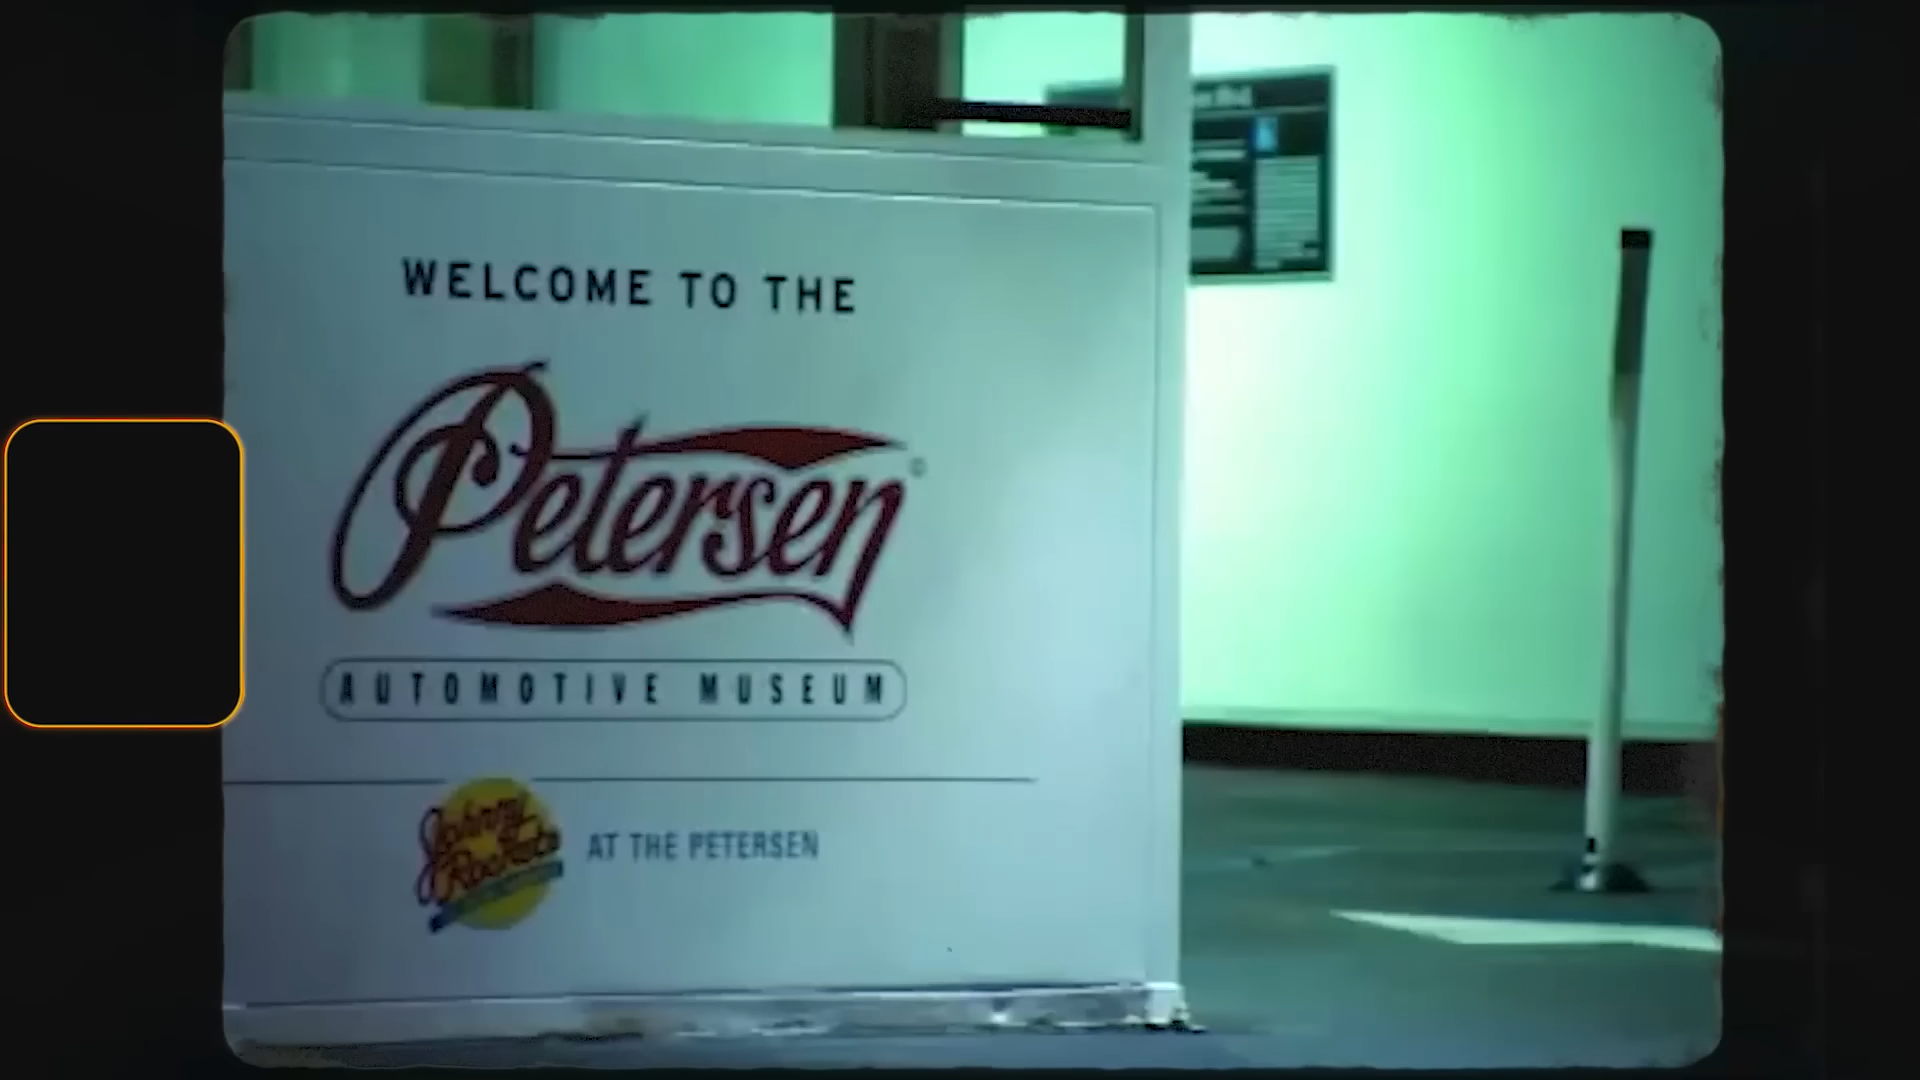 WELCOME TO THE
Petersen
AUTOMOTIVE MUSEUM
Johnny Rockets
AT THE PETERSEN